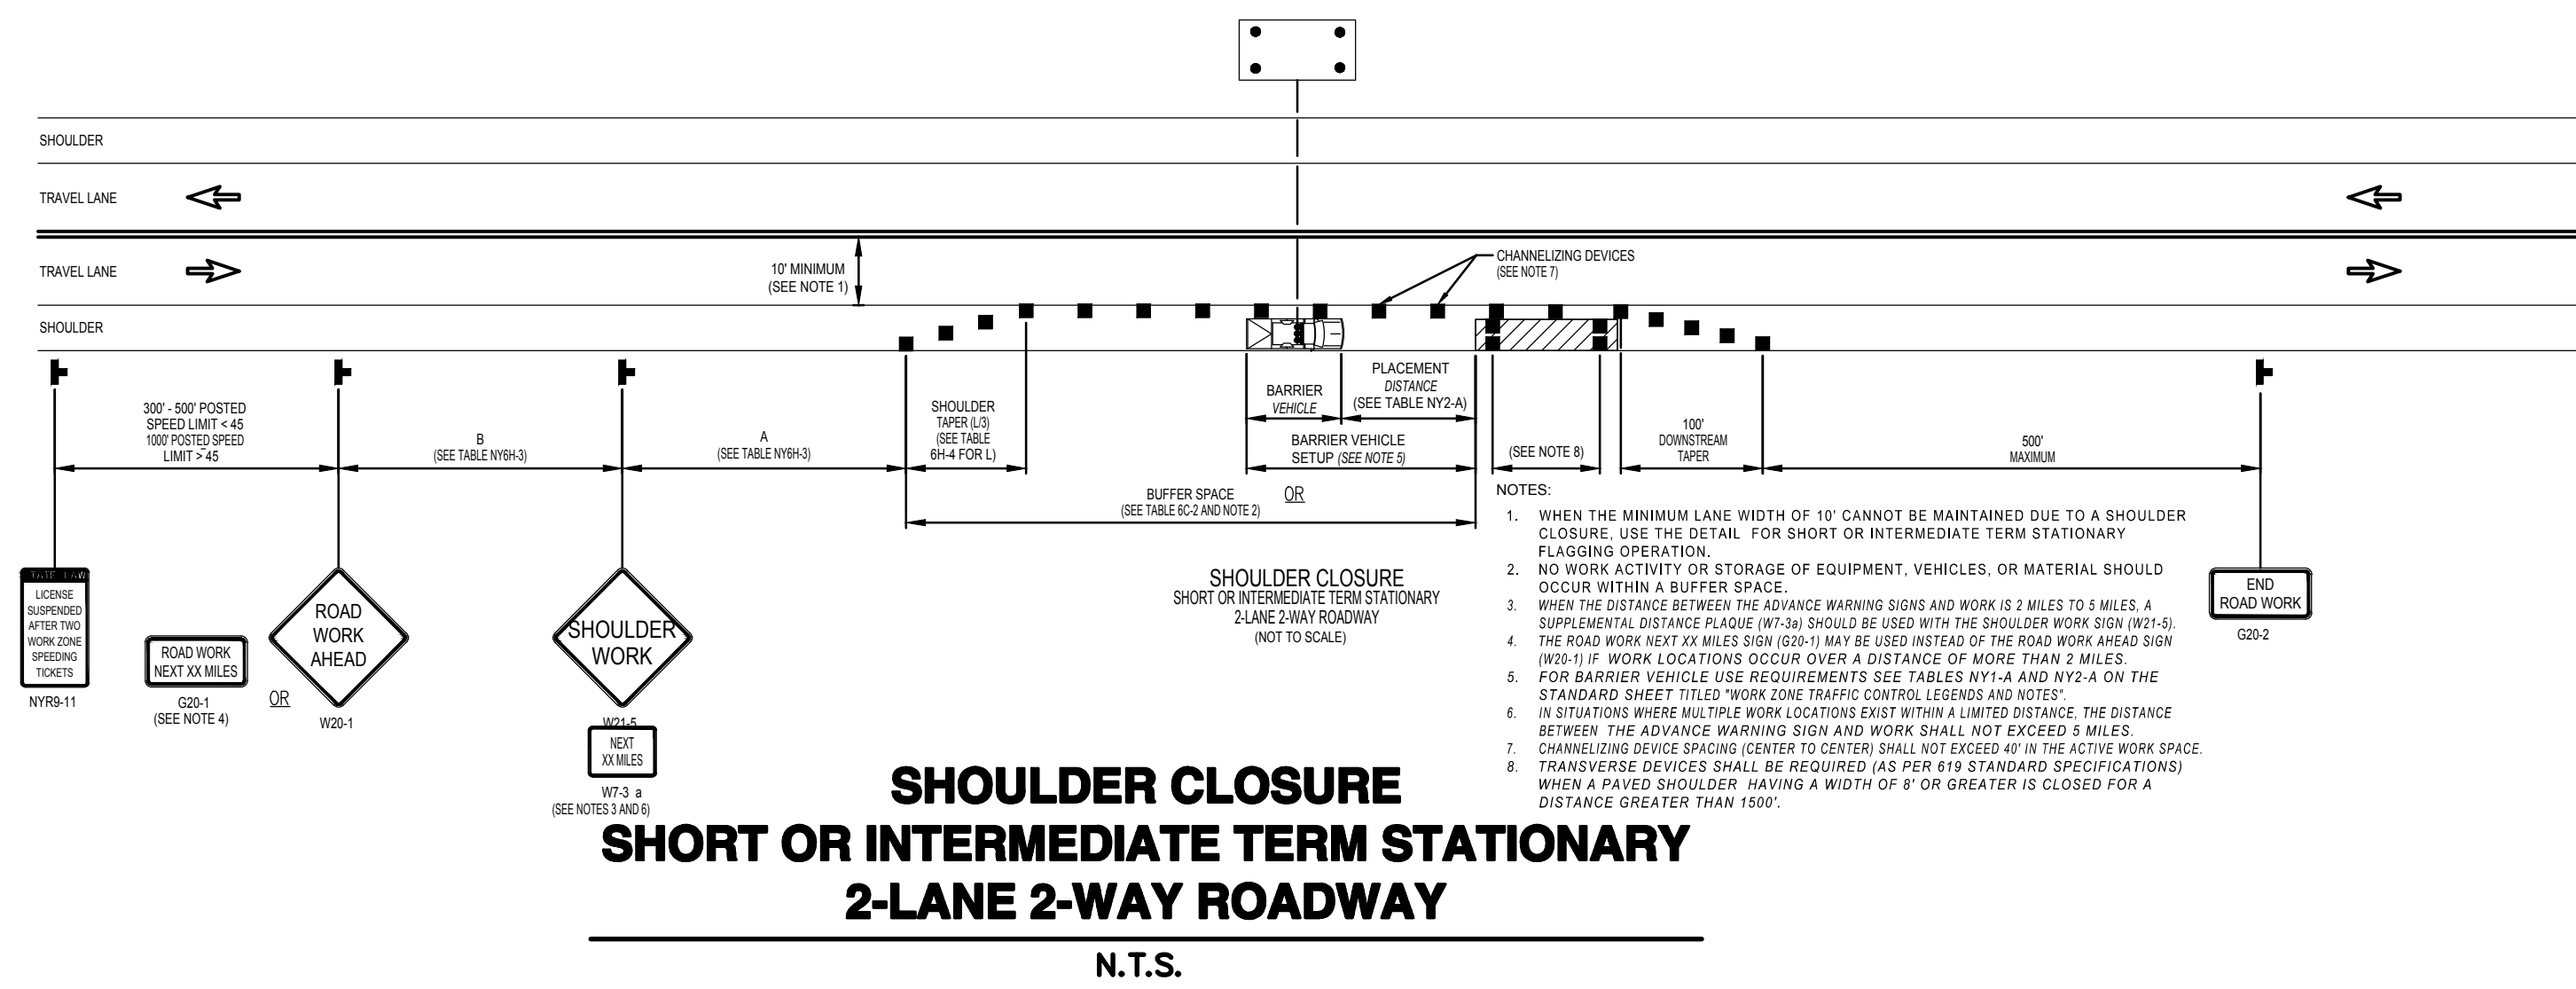 SHOULDER
TRAVEL LANE
TRAVEL LANE
SHOULDER
10' MINIMUM
(SEE NOTE 1)
CHANNELIZING DEVICES
(SEE NOTE 7)
300' - 500' POSTED
SPEED LIMIT < 45
1000' POSTED SPEED
LIMIT > 45
B
(SEE TABLE NY6H-3)
A
(SEE TABLE NY6H-3)
SHOULDER
TAPER (L/3)
(SEE TABLE
6H-4 FOR L)
BARRIER
VEHICLE
PLACEMENT
DISTANCE
(SEE TABLE NY2-A)
BARRIER VEHICLE
SETUP (SEE NOTE 5)
(SEE NOTE 8)
100'
DOWNSTREAM
TAPER
500'
MAXIMUM
BUFFER SPACE
(SEE TABLE 6C-2 AND NOTE 2)
OR
STATE LAW
LICENSE
SUSPENDED
AFTER TWO
WORK ZONE
SPEEDING
TICKETS
NYR9-11
ROAD WORK
NEXT XX MILES
G20-1
(SEE NOTE 4)
OR
ROAD
WORK
AHEAD
W20-1
SHOULDER
WORK
W21-5
NEXT
XX MILES
W7-3 a
(SEE NOTES 3 AND 6)
SHOULDER CLOSURE
SHORT OR INTERMEDIATE TERM STATIONARY
2-LANE 2-WAY ROADWAY
(NOT TO SCALE)
NOTES:
1. WHEN THE MINIMUM LANE WIDTH OF 10' CANNOT BE MAINTAINED DUE TO A SHOULDER
CLOSURE, USE THE DETAIL FOR SHORT OR INTERMEDIATE TERM STATIONARY
FLAGGING OPERATION.
2. NO WORK ACTIVITY OR STORAGE OF EQUIPMENT, VEHICLES, OR MATERIAL SHOULD
OCCUR WITHIN A BUFFER SPACE.
3. WHEN THE DISTANCE BETWEEN THE ADVANCE WARNING SIGNS AND WORK IS 2 MILES TO 5 MILES, A
SUPPLEMENTAL DISTANCE PLAQUE (W7-3a) SHOULD BE USED WITH THE SHOULDER WORK SIGN (W21-5).
4. THE ROAD WORK NEXT XX MILES SIGN (G20-1) MAY BE USED INSTEAD OF THE ROAD WORK AHEAD SIGN
(W20-1) IF WORK LOCATIONS OCCUR OVER A DISTANCE OF MORE THAN 2 MILES.
5. FOR BARRIER VEHICLE USE REQUIREMENTS SEE TABLES NY1-A AND NY2-A ON THE
STANDARD SHEET TITLED "WORK ZONE TRAFFIC CONTROL LEGENDS AND NOTES".
6. IN SITUATIONS WHERE MULTIPLE WORK LOCATIONS EXIST WITHIN A LIMITED DISTANCE, THE DISTANCE
BETWEEN THE ADVANCE WARNING SIGN AND WORK SHALL NOT EXCEED 5 MILES.
7. CHANNELIZING DEVICE SPACING (CENTER TO CENTER) SHALL NOT EXCEED 40' IN THE ACTIVE WORK SPACE.
8. TRANSVERSE DEVICES SHALL BE REQUIRED (AS PER 619 STANDARD SPECIFICATIONS)
WHEN A PAVED SHOULDER HAVING A WIDTH OF 8' OR GREATER IS CLOSED FOR A
DISTANCE GREATER THAN 1500'.
END
ROAD WORK
G20-2
SHOULDER CLOSURE
SHORT OR INTERMEDIATE TERM STATIONARY
2-LANE 2-WAY ROADWAY
N.T.S.